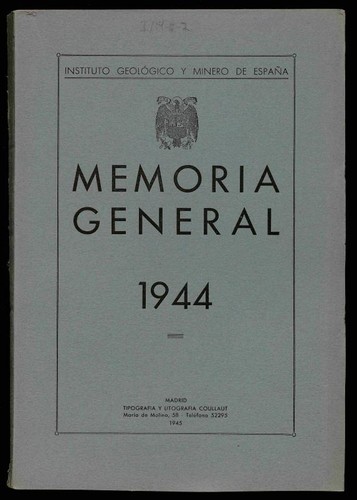 INSTITUTO GEOLÓGICO Y MINERO DE ESPAÑA
MEMORIA
GENERAL
1944
MADRID
TIPOGRAFÍA Y LITOGRAFÍA COULLAUT
María de Molina, 58 - Teléfono 52293
1945